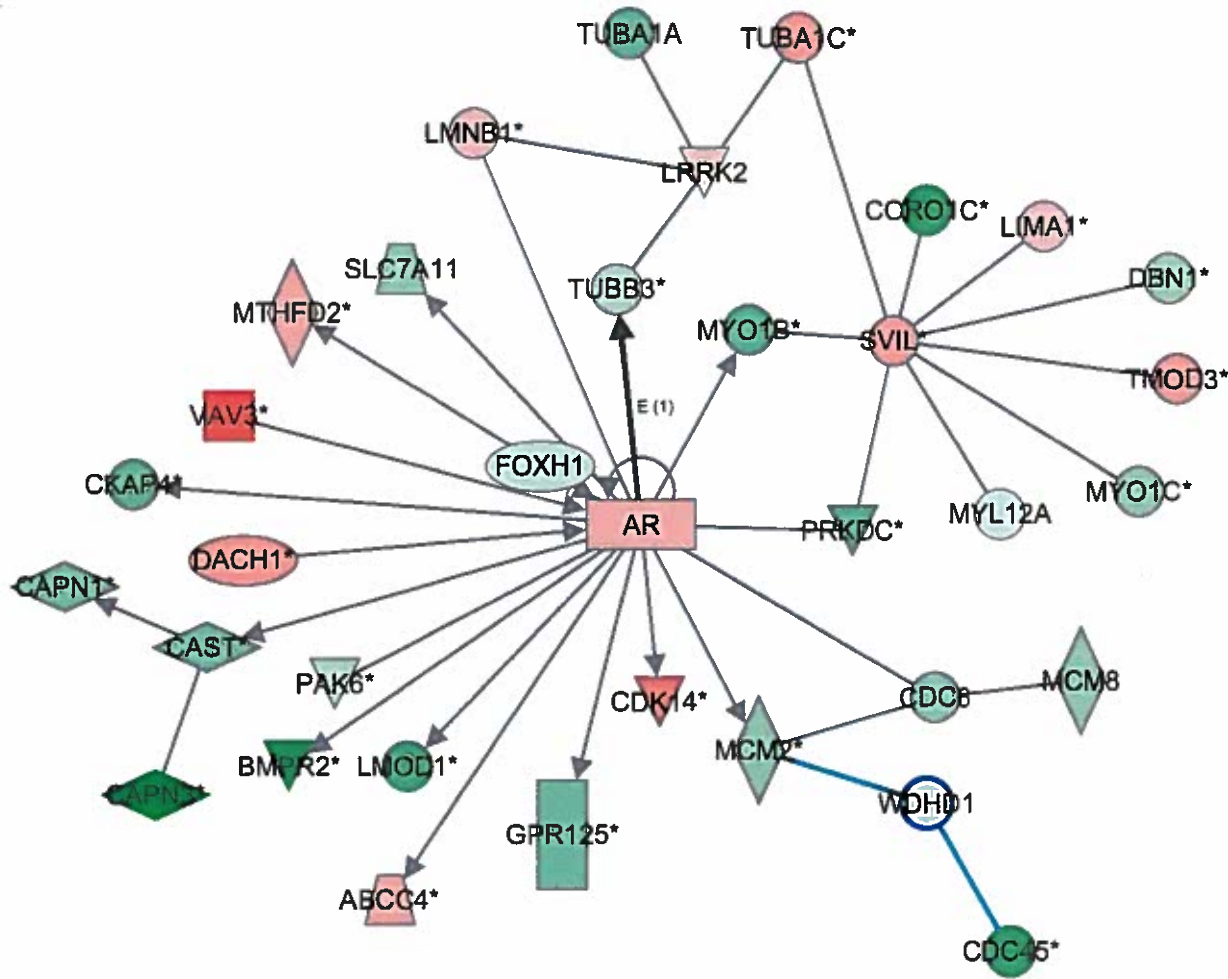 TUBA1A
TUBA1C*
LMNB1*
LRRK2
CORO1C*
LIMA1*
SLC7A11
DBN1*
TUBB3*
MTHFD2*
MYO1B*
SVIL*
TMOD3*
VAV3*
E (1)
FOXH1
CKAP4*
MYO1C*
MYL12A
AR
PRKDC*
DACH1*
CAPN1*
CAST*
PAK6*
CDK14*
CDC6
MCM8
MCM2*
BMPR2*
LMOD1*
CAPN3*
WDHD1
GPR125*
ABCC4*
CDC45*